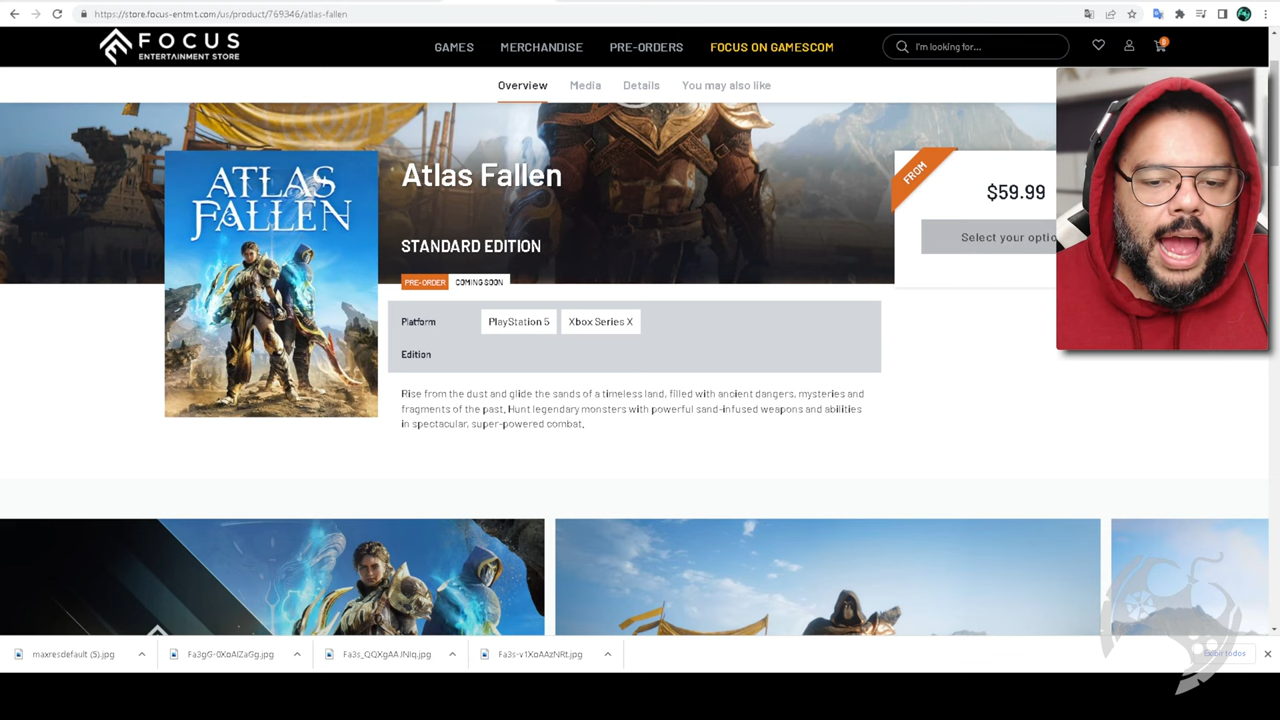 https://store.focus-entmt.com/us/product/769346/atlas-fallen
FOCUS
ENTERTAINMENT STORE
GAMES MERCHANDISE PRE-ORDERS FOCUS ON GAMESCOM
I'm looking for...
0
Overview Media Details You may also like
ATLAS
FALLEN
Atlas Fallen
STANDARD EDITION
PRE-ORDER COMING SOON
FROM
$59.99
Select your optio
Platform PlayStation 5 Xbox Series X
Edition
Rise from the dust and glide the sands of a timeless land, filled with ancient dangers, mysteries and
fragments of the past. Hunt legendary monsters with powerful sand-infused weapons and abilities
in spectacular, super-powered combat.
maxresdefault (5).jpg Fa3gG-0XoAIZaGg.jpg Fa3s_QQXgAAJNIq.jpg Fa3s-v1XoAAzNRt.jpg
Exibir todos